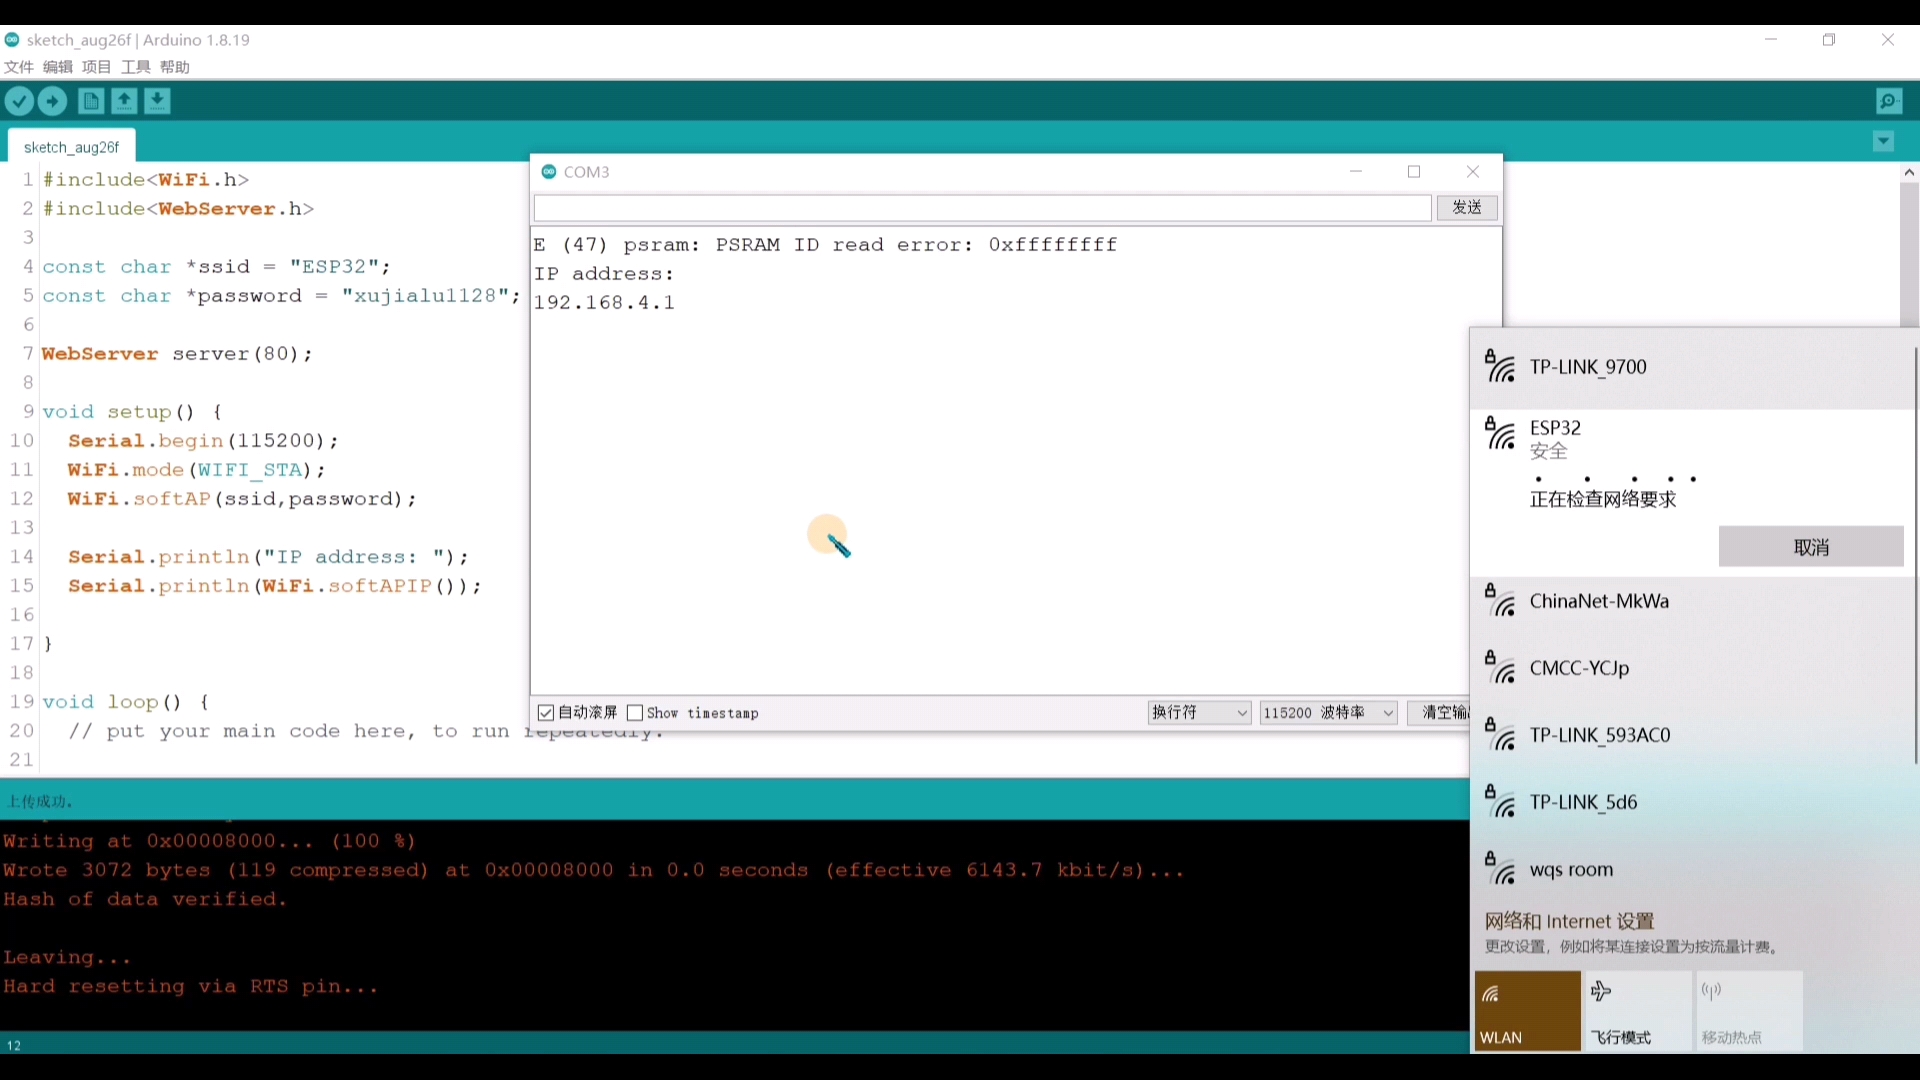 sketch_aug26f | Arduino 1.8.19
文件 编辑 项目 工具 帮助
sketch_aug26f
1 #include<WiFi.h>
2 #include<WebServer.h>
3
4 const char *ssid = "ESP32";
5 const char *password = "xujialu1128";
6
7 WebServer server(80);
8
9 void setup() {
10 Serial.begin(115200);
11 WiFi.mode(WIFI_STA);
12 WiFi.softAP(ssid,password);
13
14 Serial.println("IP address: ");
15 Serial.println(WiFi.softAPIP());
16
17 }
18
19 void loop() {
20 // put your main code here, to run repeatedly:
21
COM3
发送
E (47) psram: PSRAM ID read error: 0xffffffff
IP address:
192.168.4.1
自动滚屏 Show timestamp
换行符
115200 波特率
清空输
TP-LINK_9700
ESP32
安全
正在检查网络要求
取消
ChinaNet-MkWa
CMCC-YCJp
TP-LINK_593AC0
TP-LINK_5d6
wqs room
网络和 Internet 设置
更改设置，例如将某连接设置为按流量计费。
WLAN
飞行模式
移动热点
上传成功。
Writing at 0x00008000... (100 %)
Wrote 3072 bytes (119 compressed) at 0x00008000 in 0.0 seconds (effective 6143.7 kbit/s)...
Hash of data verified.
Leaving...
Hard resetting via RTS pin...
12